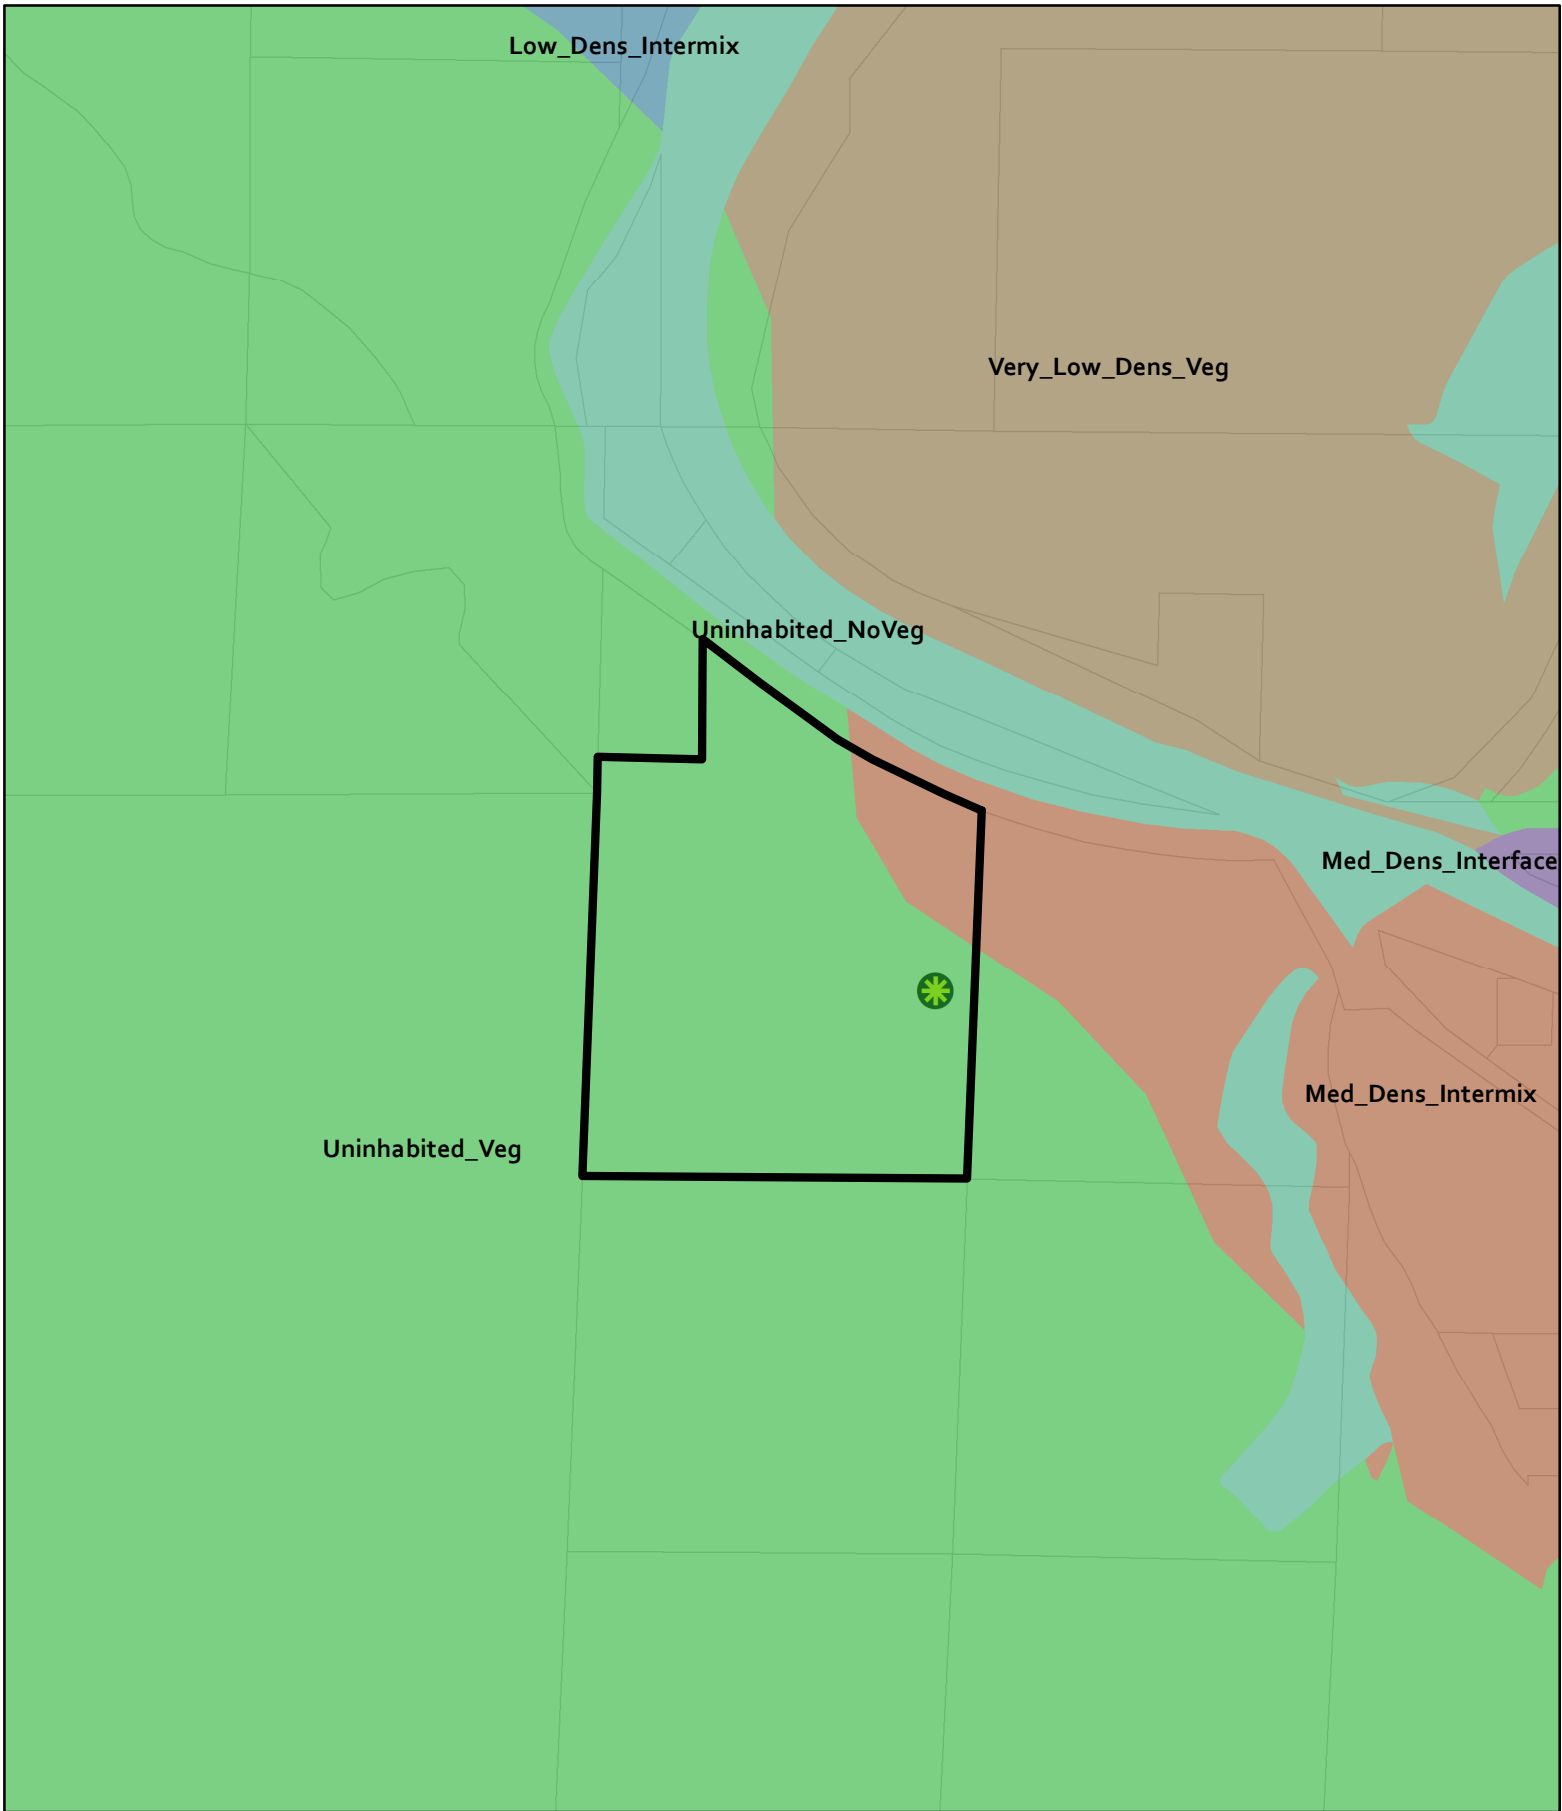 Low_Dens_Intermix
Very_Low_Dens_Veg
Uninhabited_NoVeg
Med_Dens_Interface
Med_Dens_Intermix
Uninhabited_Veg